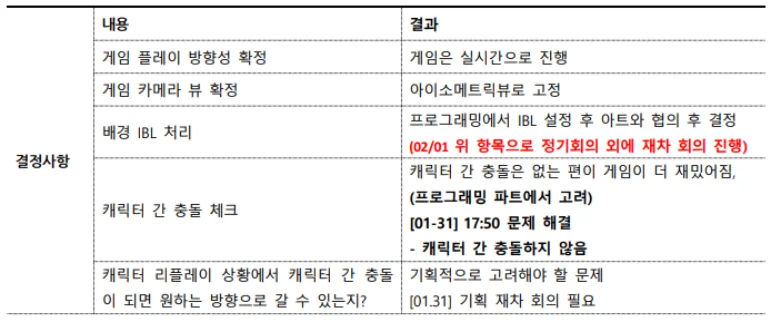 내용 결과
게임 플레이 방향성 확정 게임은 실시간으로 진행
게임 카메라 뷰 확정 아이소메트릭뷰로 고정
배경 IBL 처리 프로그래밍에서 IBL 설정 후 아트와 협의 후 결정
(02/01 위 항목으로 정기회의 외에 재차 회의 진행)
결정사항
캐릭터 간 충돌 체크 캐릭터 간 충돌은 없는 편이 게임이 더 재밌어짐,
(프로그래밍 파트에서 고려)
[01-31] 17:50 문제 해결
- 캐릭터 간 충돌하지 않음
캐릭터 리플레이 상황에서 캐릭터 간 충돌 기획적으로 고려해야 할 문제
이 되면 원하는 방향으로 갈 수 있는지? [01.31] 기획 재차 회의 필요